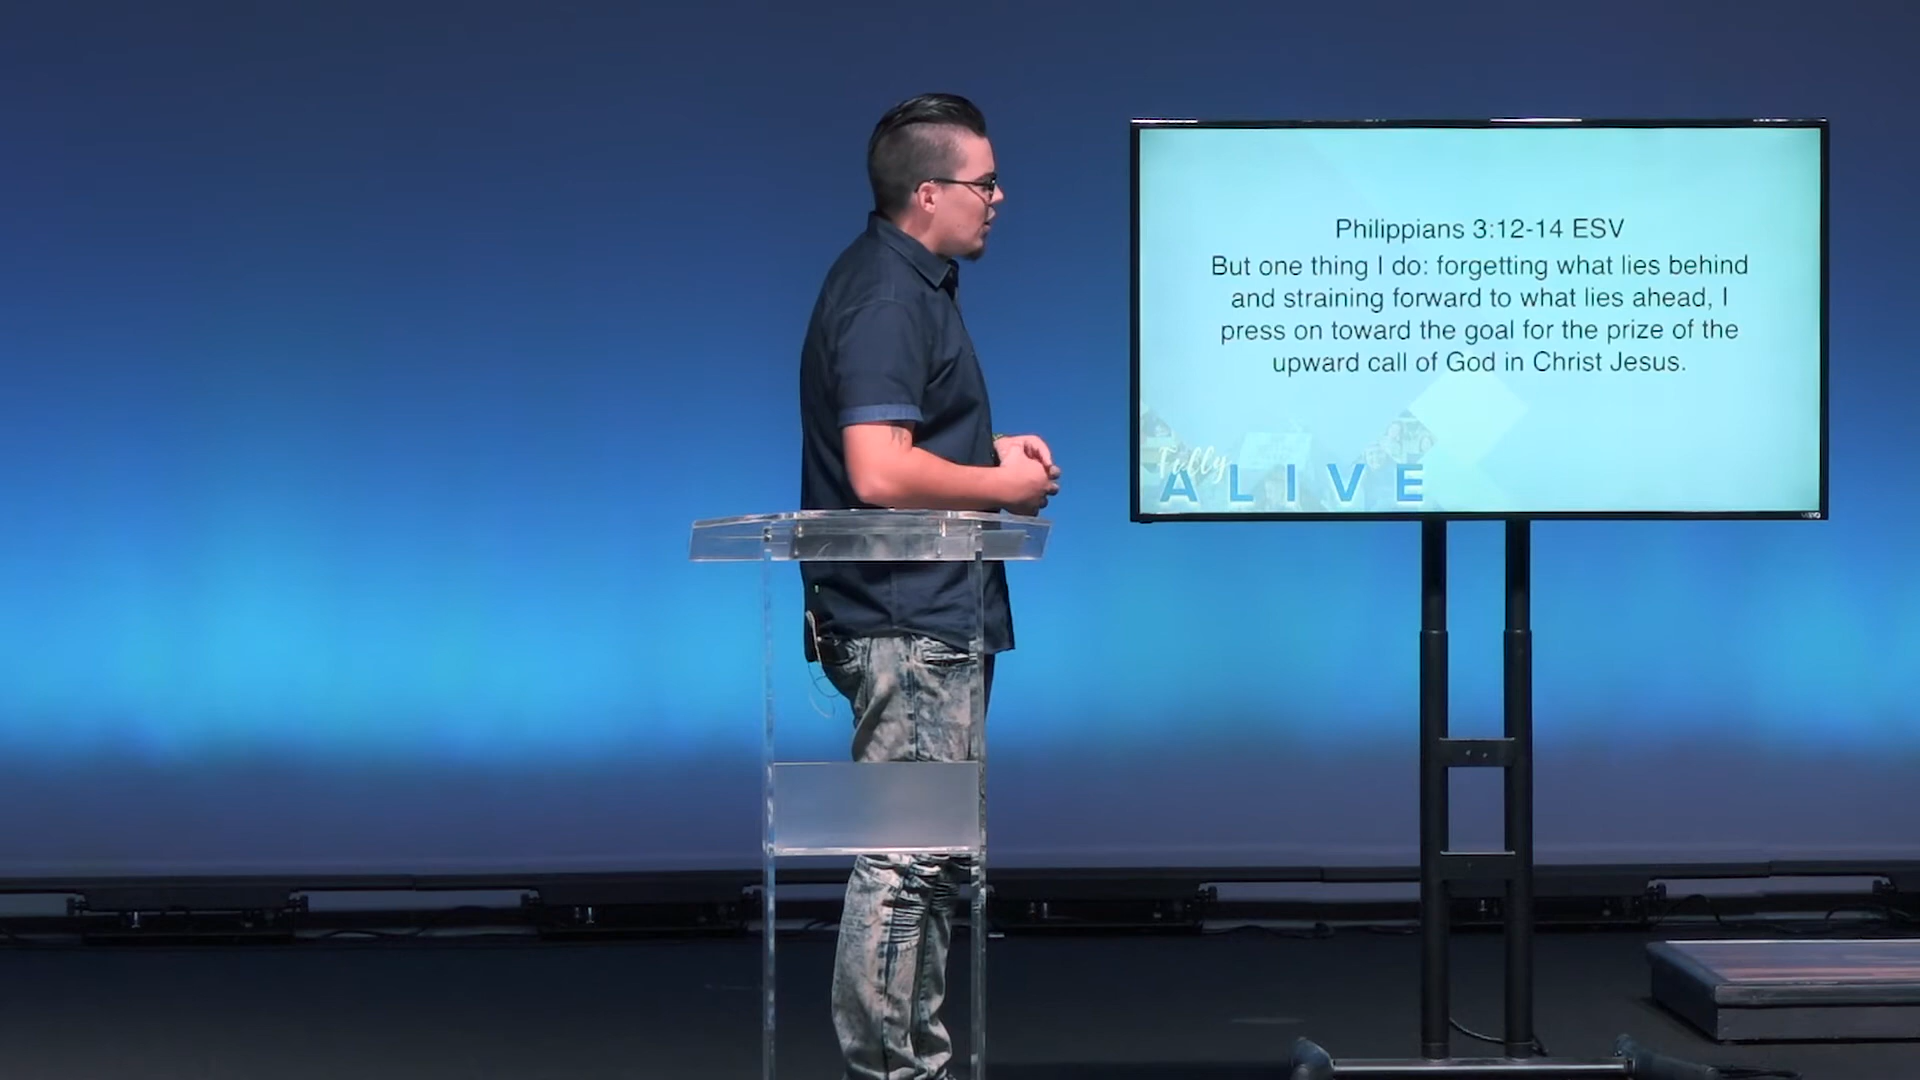 Philippians 3:12-14 ESV
But one thing I do: forgetting what lies behind
and straining forward to what lies ahead, I
press on toward the goal for the prize of the
upward call of God in Christ Jesus.
Fully
ALIVE
VIZIO